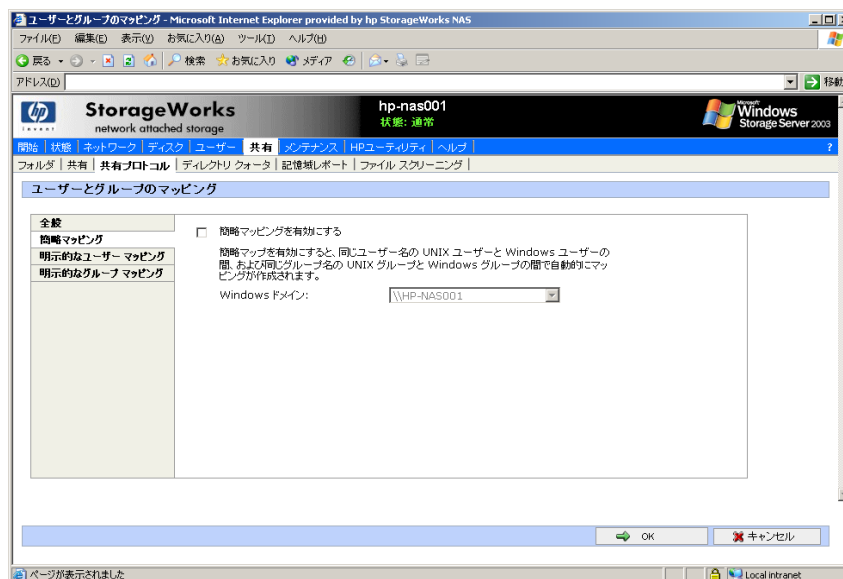 ユーザーとグループのマッピング - Microsoft Internet Explorer provided by hp StorageWorks NAS
ファイル(F) 編集(E) 表示(V) お気に入り(A) ツール(T) ヘルプ(H)
戻る 検索 お気に入り メディア
アドレス(D) 移動
hp invent StorageWorks network attached storage
hp-nas001
状態: 通常
Microsoft Windows Storage Server 2003
開始 | 状態 | ネットワーク | ディスク | ユーザー | 共有 | メンテナンス | HPユーティリティ | ヘルプ | ?
フォルダ | 共有 | 共有プロトコル | ディレクトリ クォータ | 記憶域レポート | ファイル スクリーニング |
ユーザーとグループのマッピング
全般
簡略マッピング
明示的なユーザー マッピング
明示的なグループ マッピング
簡略マッピングを有効にする
簡略マップを有効にすると、同じユーザー名の UNIX ユーザーと Windows ユーザーの
間、および同じグループ名の UNIX グループと Windows グループの間で自動的にマッ
ピングが作成されます。
Windows ドメイン: \\HP-NAS001
OK キャンセル
ページが表示されました Local intranet